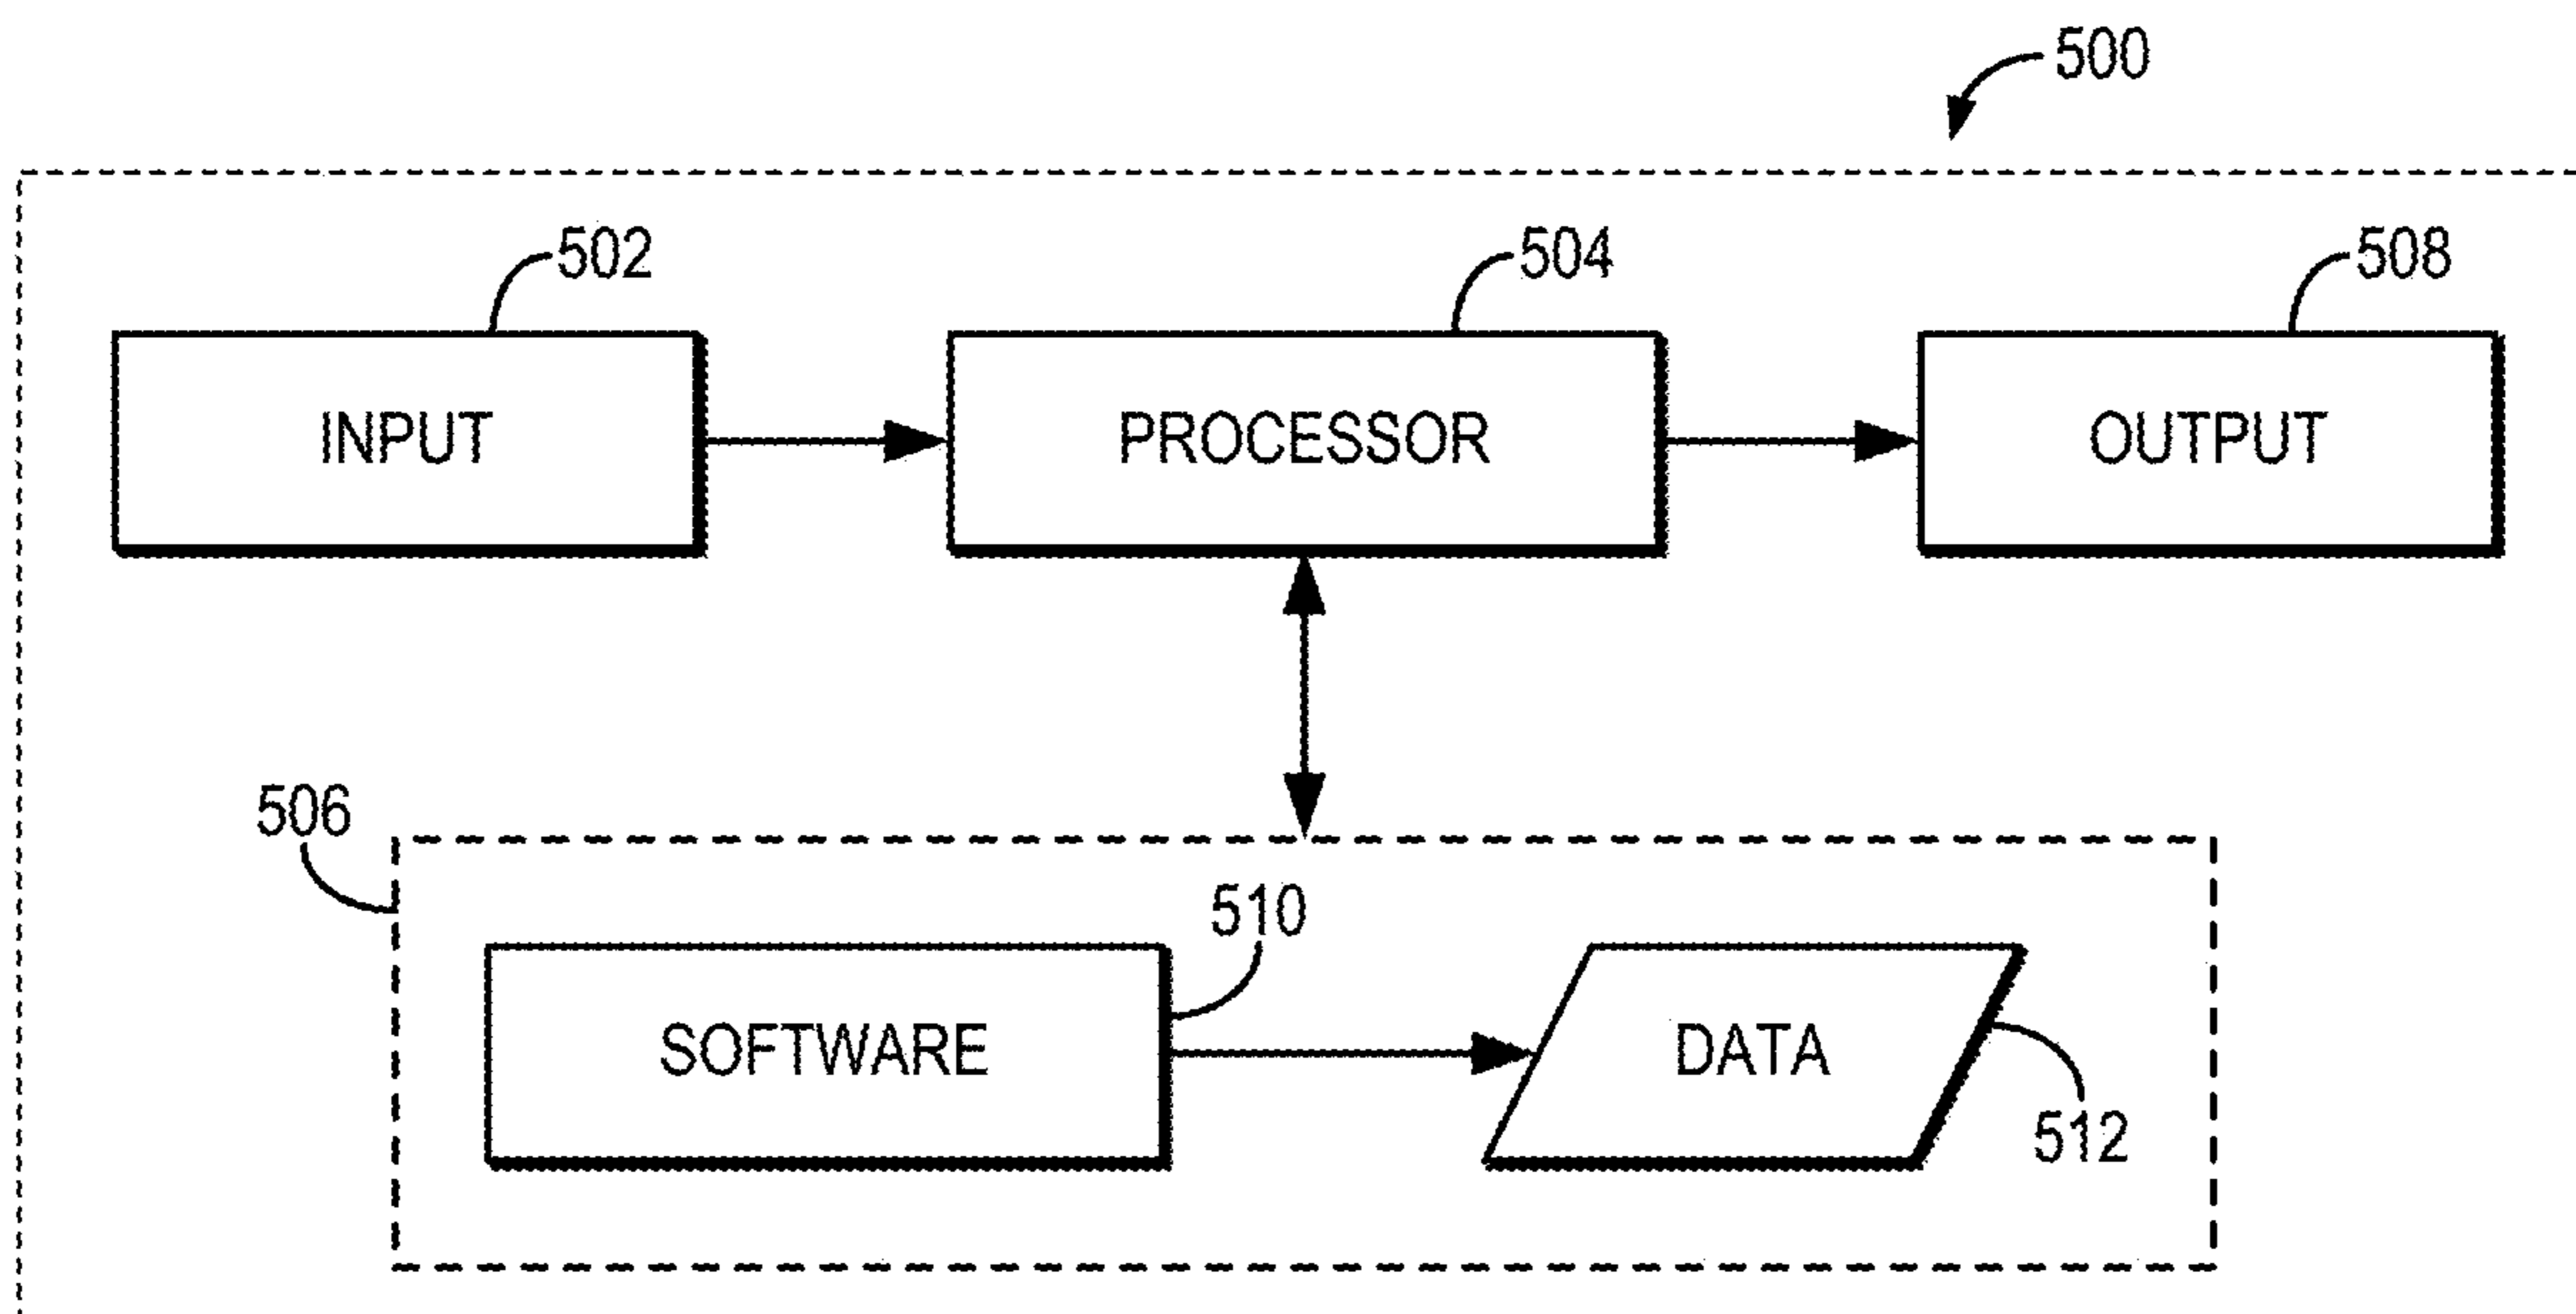 500
502
504
508
INPUT
PROCESSOR
OUTPUT
506
510
SOFTWARE
DATA
512